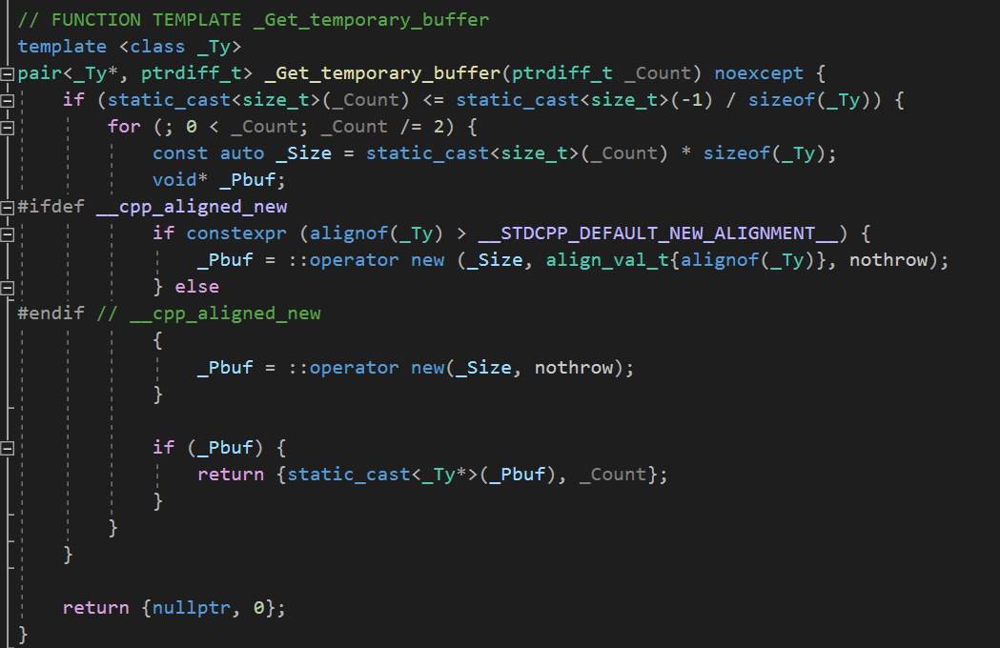 // FUNCTION TEMPLATE _Get_temporary_buffer
template <class _Ty>
pair<_Ty*, ptrdiff_t> _Get_temporary_buffer(ptrdiff_t _Count) noexcept {
    if (static_cast<size_t>(_Count) <= static_cast<size_t>(-1) / sizeof(_Ty)) {
        for (; 0 < _Count; _Count /= 2) {
            const auto _Size = static_cast<size_t>(_Count) * sizeof(_Ty);
            void* _Pbuf;
#ifdef __cpp_aligned_new
            if constexpr (alignof(_Ty) > __STDCPP_DEFAULT_NEW_ALIGNMENT__) {
                _Pbuf = ::operator new (_Size, align_val_t{alignof(_Ty)}, nothrow);
            } else
#endif // __cpp_aligned_new
            {
                _Pbuf = ::operator new(_Size, nothrow);
            }

            if (_Pbuf) {
                return {static_cast<_Ty*>(_Pbuf), _Count};
            }
        }
    }

    return {nullptr, 0};
}